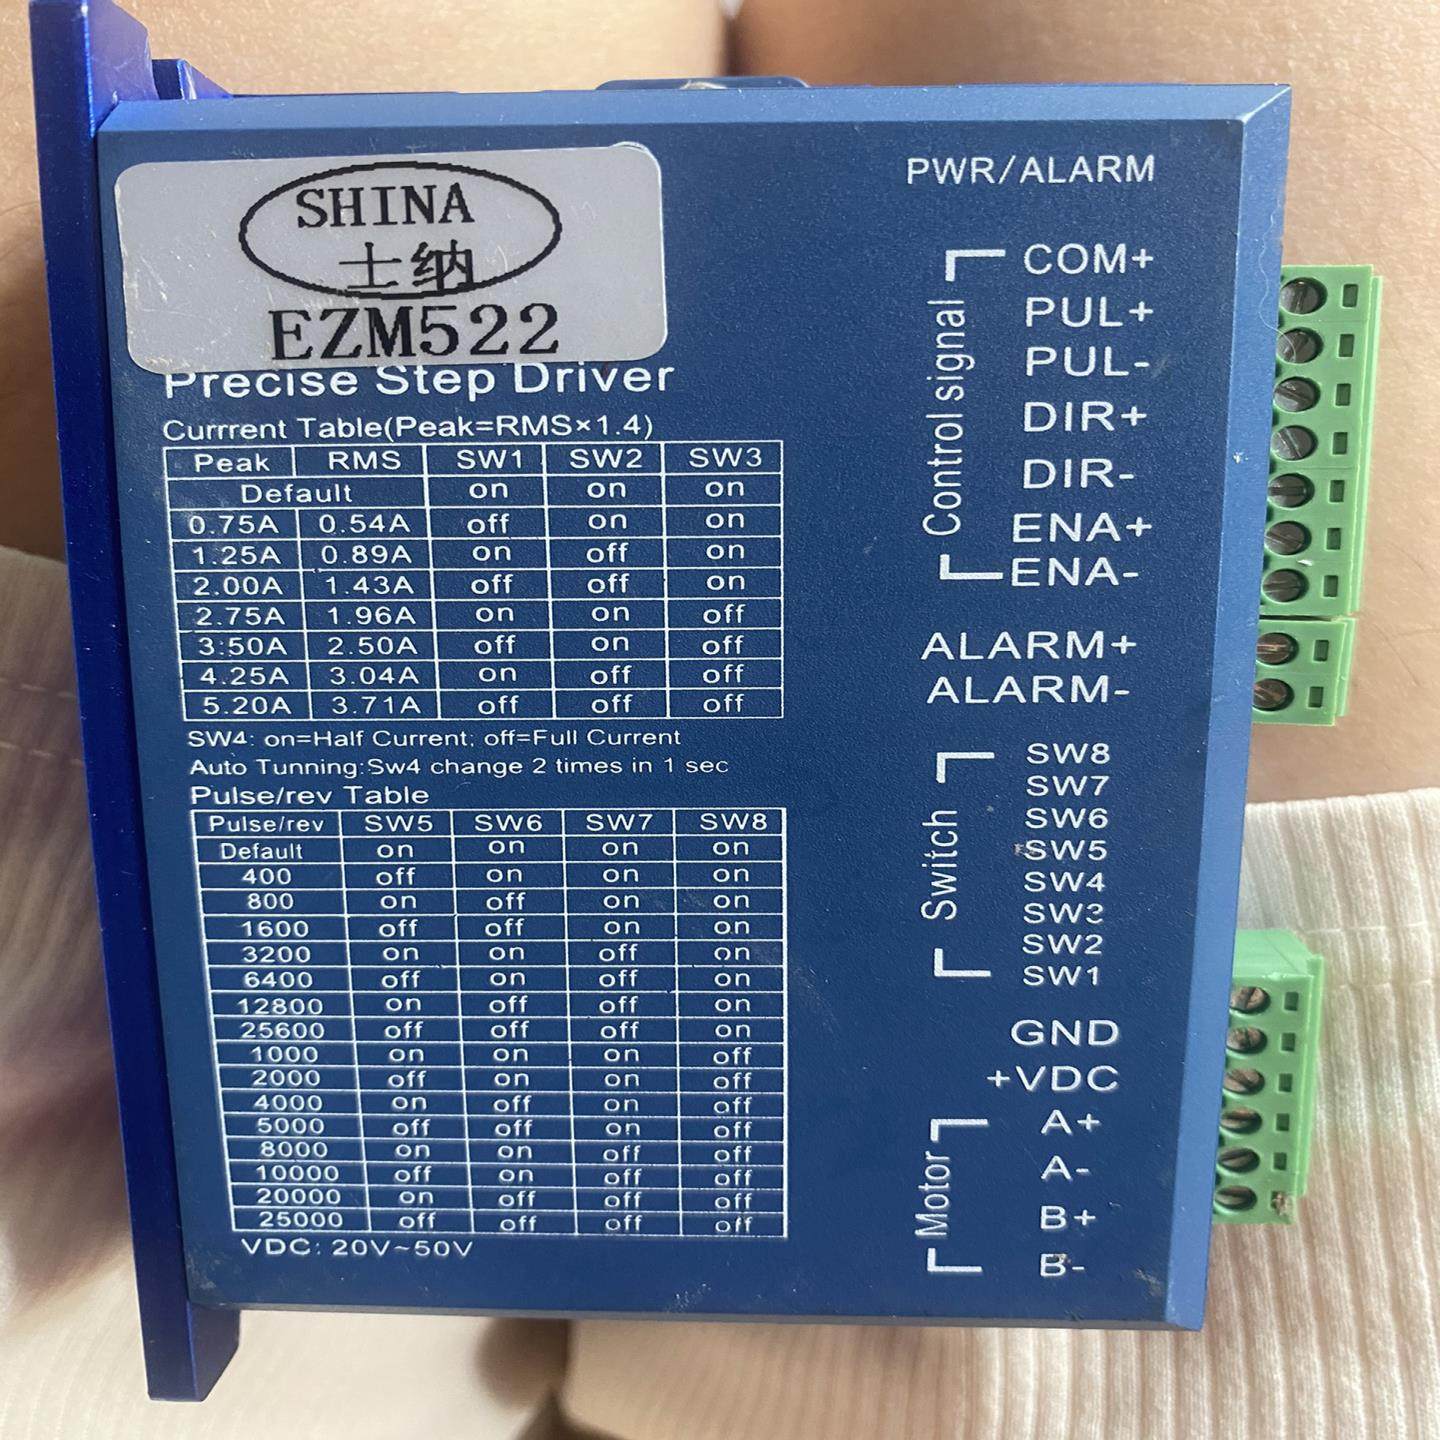 SHINA
士纳
EZM522
Precise Step Driver
Currrent Table(Peak=RMS×1.4)
Peak RMS SW1 SW2 SW3
Default on on on
0.75A 0.54A off on on
1.25A 0.89A on off on
2.00A 1.43A off off on
2.75A 1.96A on on off
3:50A 2.50A off on off
4.25A 3.04A on off off
5.20A 3.71A off off off
SW4: on=Half Current; off=Full Current
Auto Tunning:Sw4 change 2 times in 1 sec
Pulse/rev Table
Pulse/rev SW5 SW6 SW7 SW8
Default on on on on
400 off on on on
800 on off on on
1600 off off on on
3200 on on off on
6400 off on off on
12800 on off off on
25600 off off off on
1000 on on on off
2000 off on on off
4000 on off on off
5000 off off on off
8000 on on off off
10000 off on off off
20000 on off off off
25000 off off off off
VDC: 20V~50V
PWR/ALARM
Control signal
COM+
PUL+
PUL-
DIR+
DIR-
ENA+
ENA-
ALARM+
ALARM-
Switch
SW8
SW7
SW6
SW5
SW4
SW3
SW2
SW1
GND
+VDC
Motor
A+
A-
B+
B-